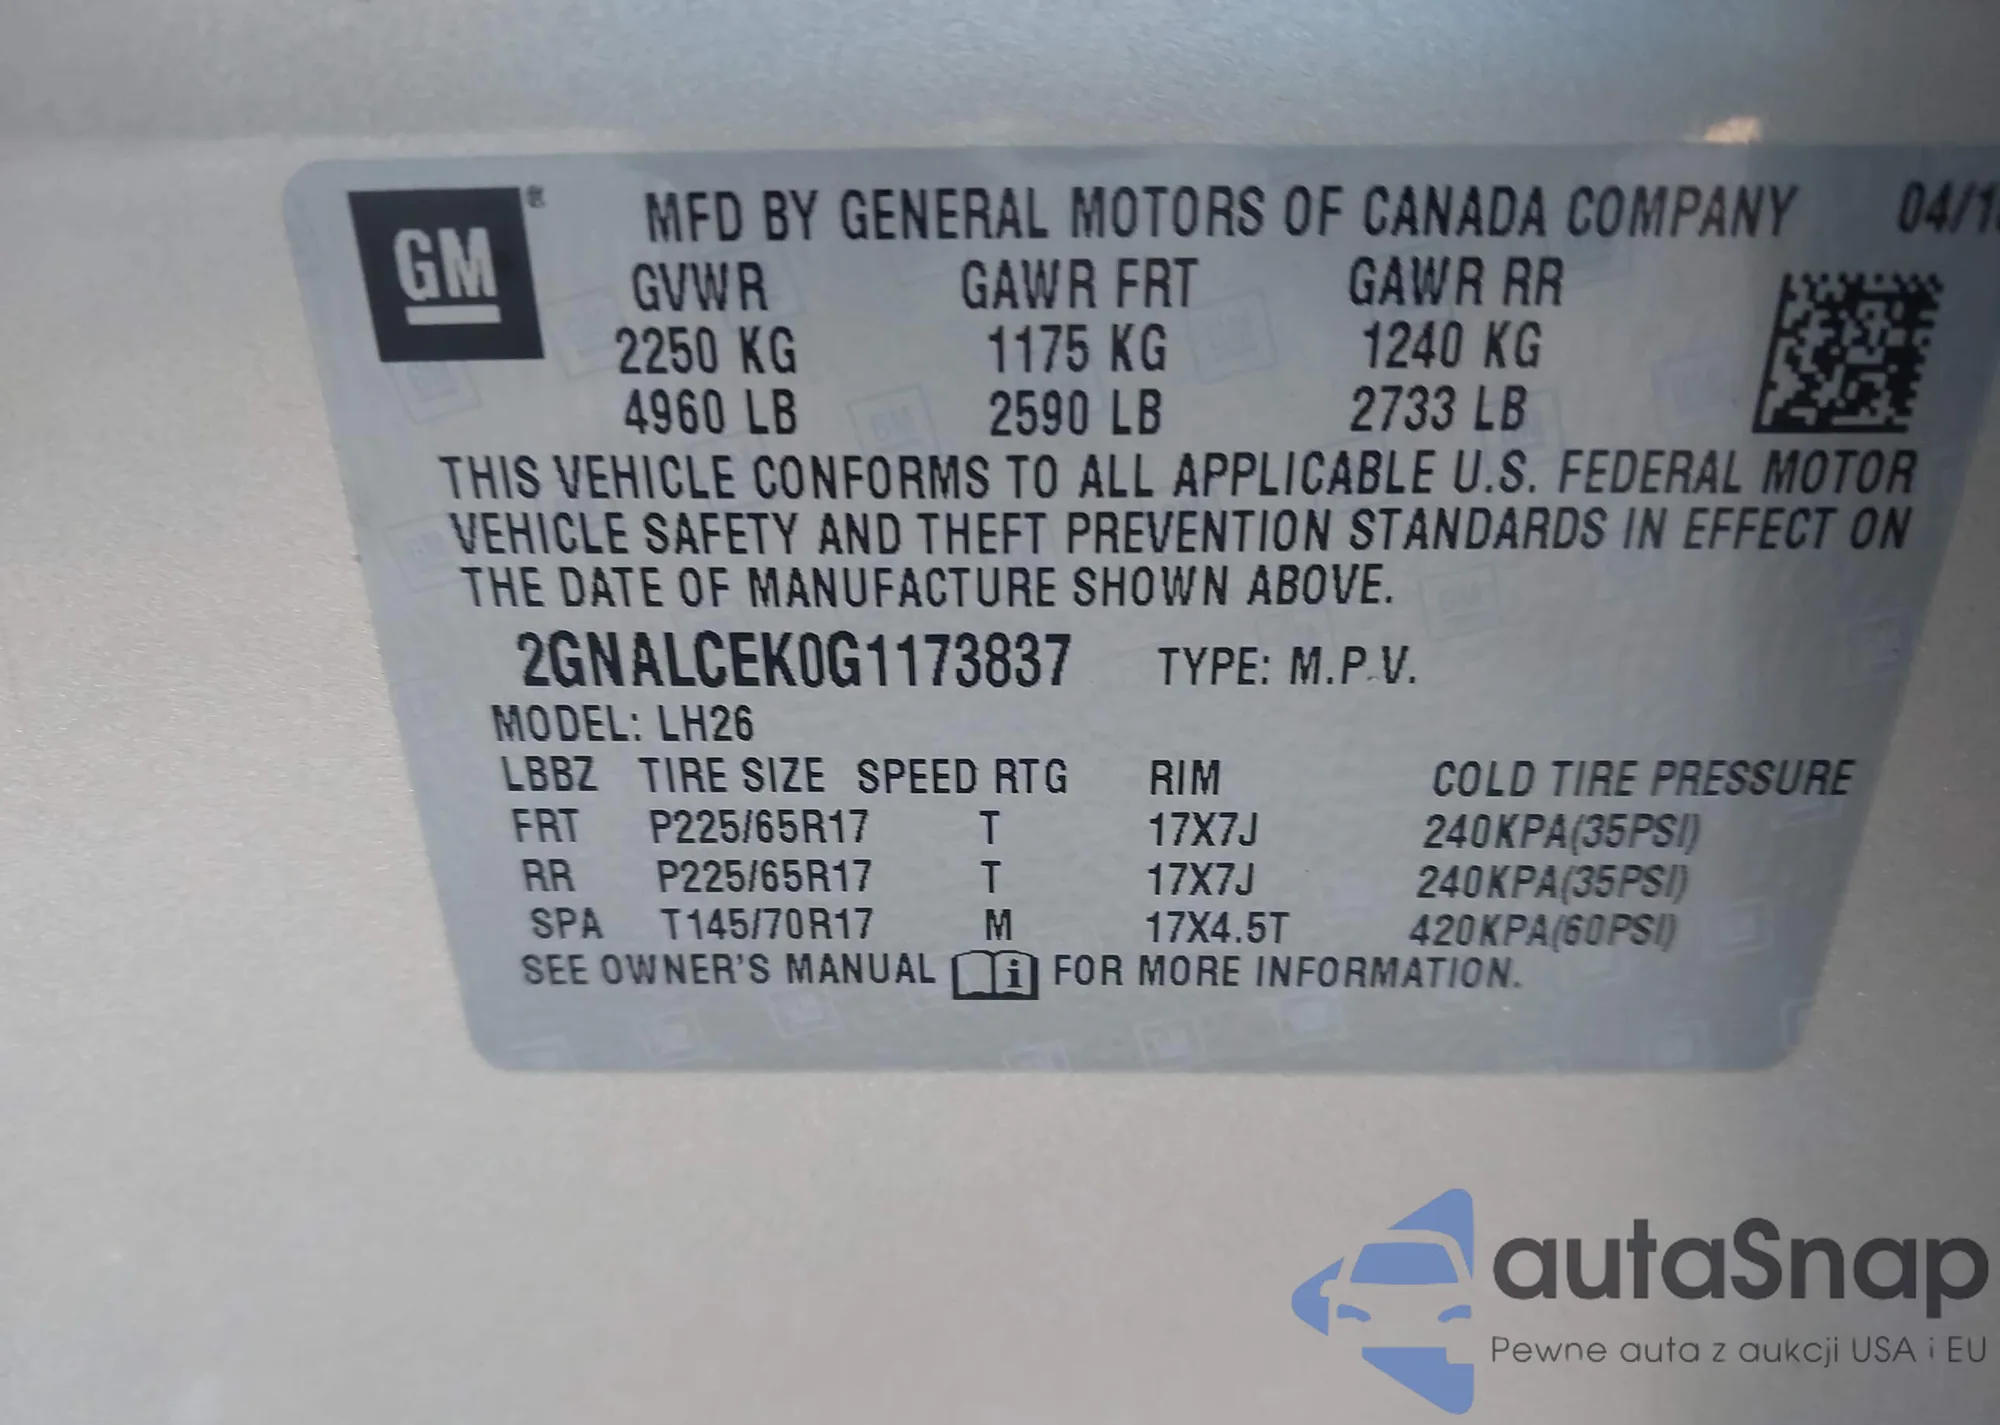 GM ® MFD BY GENERAL MOTORS OF CANADA COMPANY 04/1
GVWR GAWR FRT GAWR RR
2250 KG 1175 KG 1240 KG
4960 LB 2590 LB 2733 LB
THIS VEHICLE CONFORMS TO ALL APPLICABLE U.S. FEDERAL MOTOR
VEHICLE SAFETY AND THEFT PREVENTION STANDARDS IN EFFECT ON
THE DATE OF MANUFACTURE SHOWN ABOVE.
2GNALCEK0G1173837 TYPE: M.P.V.
MODEL: LH26
LBBZ TIRE SIZE SPEED RTG RIM COLD TIRE PRESSURE
FRT P225/65R17 T 17X7J 240KPA(35PSI)
RR P225/65R17 T 17X7J 240KPA(35PSI)
SPA T145/70R17 M 17X4.5T 420KPA(60PSI)
SEE OWNER'S MANUAL i FOR MORE INFORMATION.
autaSnap
Pewne auta z aukcji USA i EU